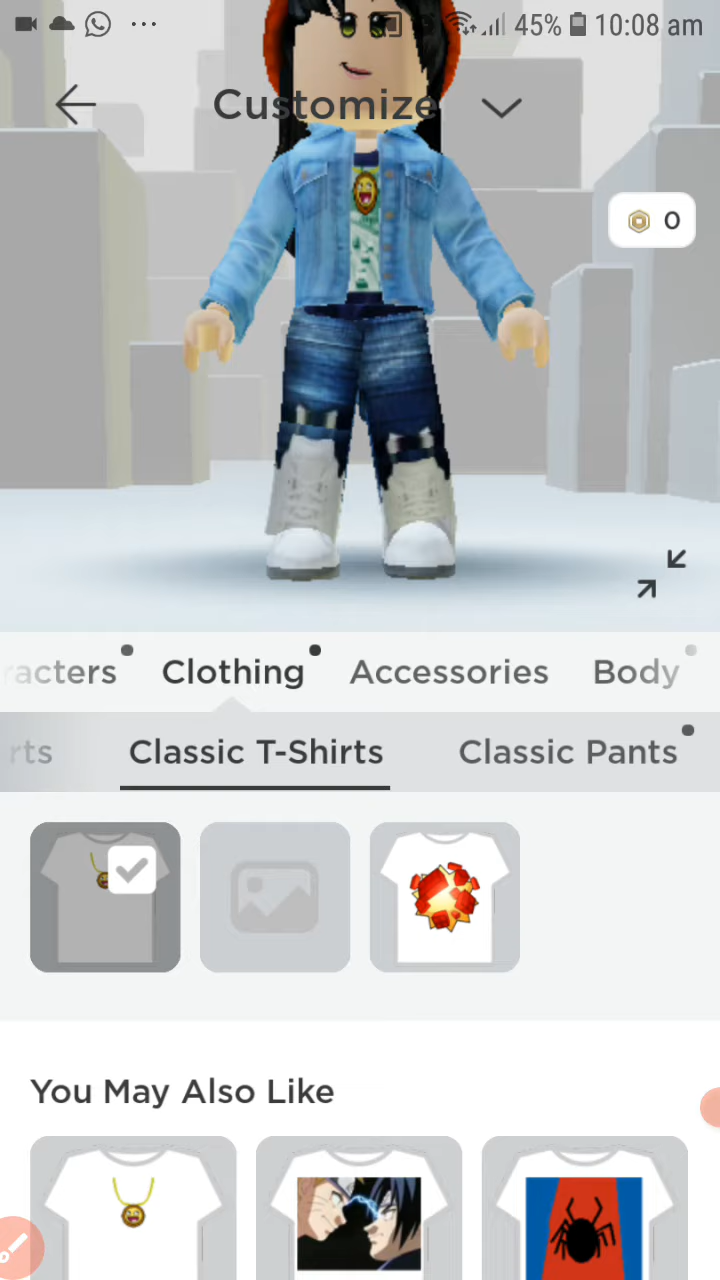 ... 45% 10:08 am
Customize
0
racters Clothing Accessories Body
rts Classic T-Shirts Classic Pants
You May Also Like